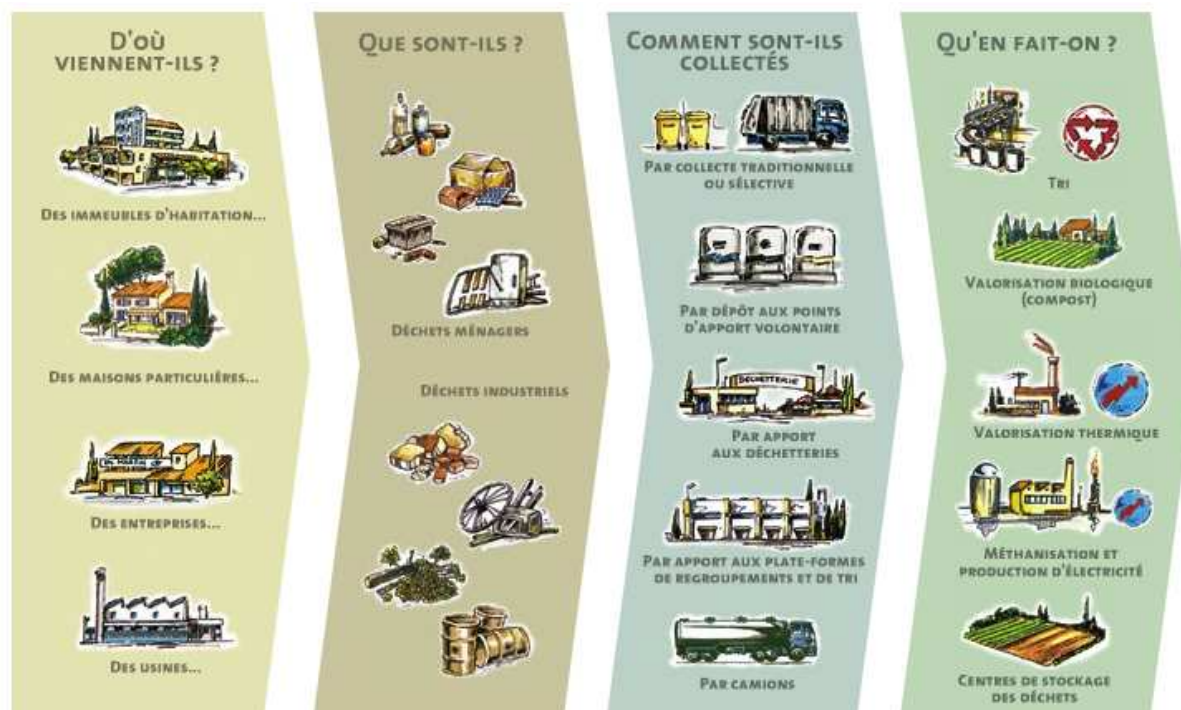 D'OÙ
VIENNENT-ILS ?
DES IMMEUBLES D'HABITATION...
DES MAISONS PARTICULIÈRES...
DES ENTREPRISES...
DES USINES...
QUE SONT-ILS ?
DÉCHETS MÉNAGERS
DÉCHETS INDUSTRIELS
COMMENT SONT-ILS
COLLECTÉS
PAR COLLECTE TRADITIONNELLE
OU SÉLECTIVE
PAR DÉPÔT AUX POINTS
D'APPORT VOLONTAIRE
DÉCHETTERIE
PAR APPORT
AUX DÉCHETTERIES
PAR APPORT AUX PLATE-FORMES
DE REGROUPEMENTS ET DE TRI
PAR CAMIONS
QU'EN FAIT-ON ?
TRI
VALORISATION BIOLOGIQUE
(COMPOST)
VALORISATION THERMIQUE
MÉTHANISATION ET
PRODUCTION D'ÉLECTRICITÉ
CENTRES DE STOCKAGE
DES DÉCHETS